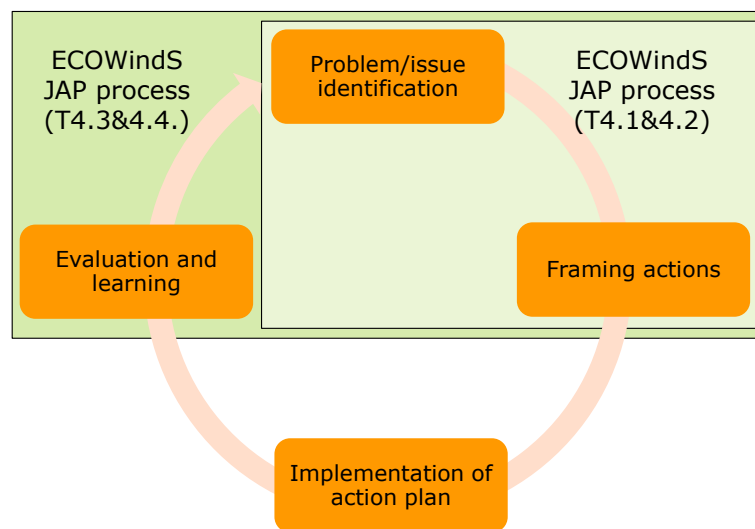 ECOWindS
JAP process
(T4.3&4.4.)
Problem/issue
identification
ECOWindS
JAP process
(T4.1&4.2)
Evaluation and
learning
Framing actions
Implementation of
action plan